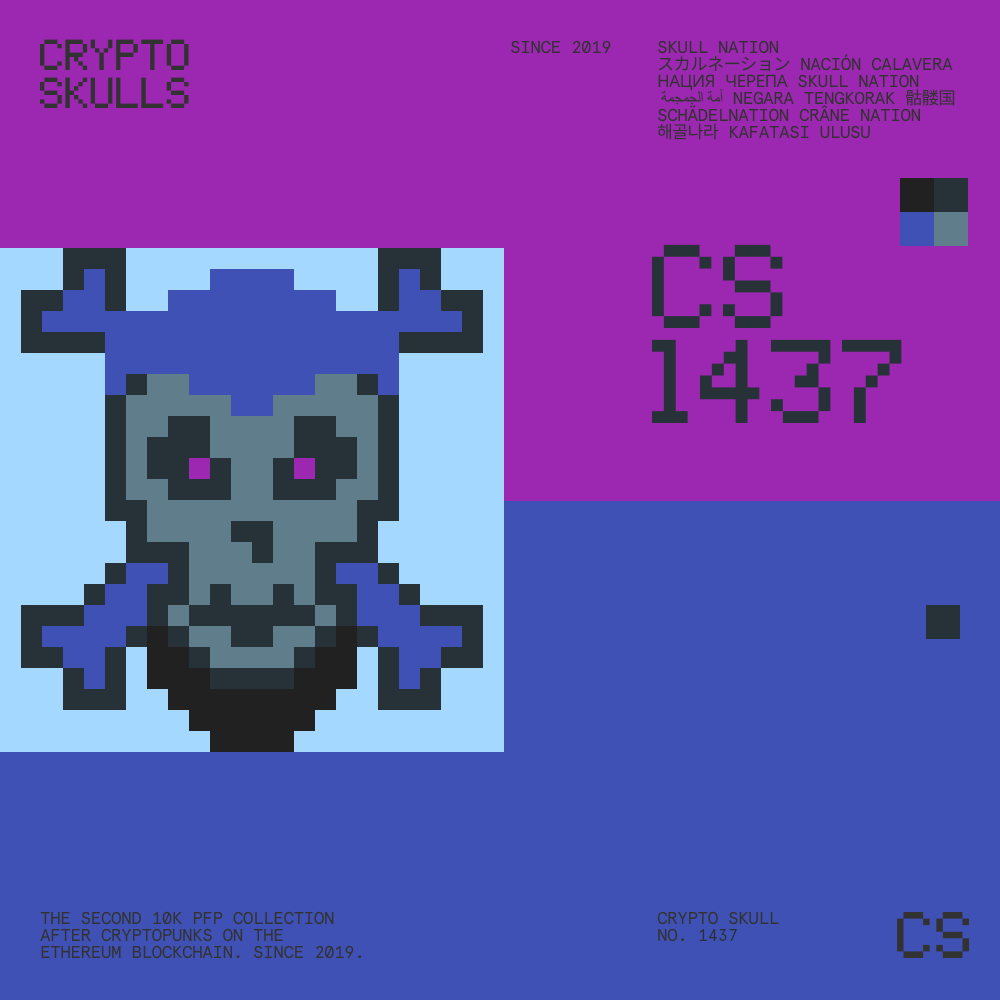 CRYPTO
SKULLS
SINCE 2019
SKULL NATION
スカルネーション NACIÓN CALAVERA
НАЦИЯ ЧЕРЕПА SKULL NATION
أمة الجمجمة NEGARA TENGKORAK 骷髅国
SCHÄDELNATION CRÂNE NATION
해골나라 KAFATASI ULUSU
CS
1437
THE SECOND 10K PFP COLLECTION
AFTER CRYPTOPUNKS ON THE
ETHEREUM BLOCKCHAIN. SINCE 2019.
CRYPTO SKULL
NO. 1437
CS